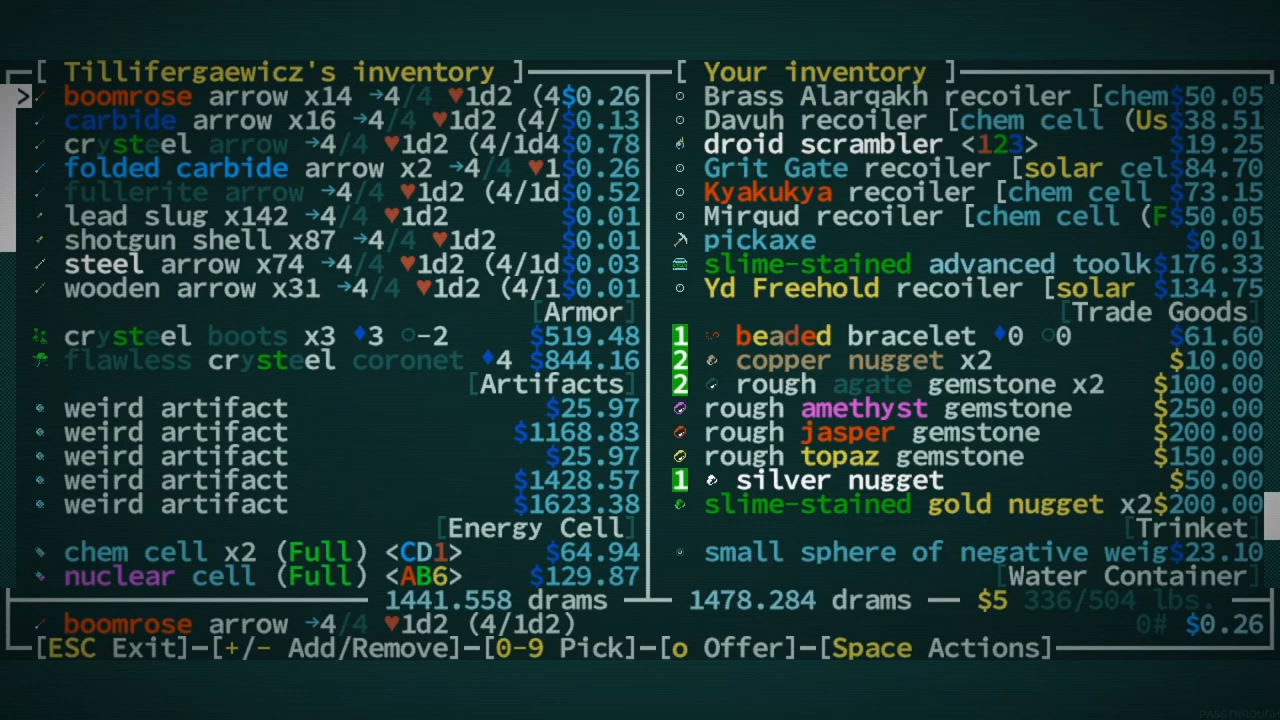 [ Tillifergaewicz's inventory ]
> boomrose arrow x14 →4/4 ♥1d2 (4 $0.26
carbide arrow x16 →4/4 ♥1d2 (4/ $0.13
crysteel arrow →4/4 ♥1d2 (4/1d4 $0.78
folded carbide arrow x2 →4/4 ♥1 $0.26
fullerite arrow →4/4 ♥1d2 (4/1d $0.52
lead slug x142 →4/4 ♥1d2 $0.01
shotgun shell x87 →4/4 ♥1d2 $0.01
steel arrow x74 →4/4 ♥1d2 (4/1d $0.03
wooden arrow x31 →4/4 ♥1d2 (4/1 $0.01
[Armor]
crysteel boots x3 ♦3 ○-2 $519.48
flawless crysteel coronet ♦4 $844.16
[Artifacts]
weird artifact $25.97
weird artifact $1168.83
weird artifact $25.97
weird artifact $1428.57
weird artifact $1623.38
[Energy Cell]
chem cell x2 (Full) <CD1> $64.94
nuclear cell (Full) <AB6> $129.87
1441.558 drams
[ Your inventory ]
Brass Alarqakh recoiler [chem $50.05
Davuh recoiler [chem cell (Us $38.51
droid scrambler <123> $19.25
Grit Gate recoiler [solar cel $84.70
Kyakukya recoiler [chem cell $73.15
Mirqud recoiler [chem cell (F $50.05
pickaxe $0.01
slime-stained advanced toolk $176.33
Yd Freehold recoiler [solar $134.75
[Trade Goods]
1 beaded bracelet ♦0 ○0 $61.60
2 copper nugget x2 $10.00
2 rough agate gemstone x2 $100.00
rough amethyst gemstone $250.00
rough jasper gemstone $200.00
rough topaz gemstone $150.00
1 silver nugget $50.00
slime-stained gold nugget x2 $200.00
[Trinket]
small sphere of negative weig $23.10
[Water Container]
1478.284 drams — $5 336/504 lbs.
boomrose arrow →4/4 ♥1d2 (4/1d2) 0# $0.26
[ESC Exit]—[+/- Add/Remove]—[0-9 Pick]—[o Offer]—[Space Actions]